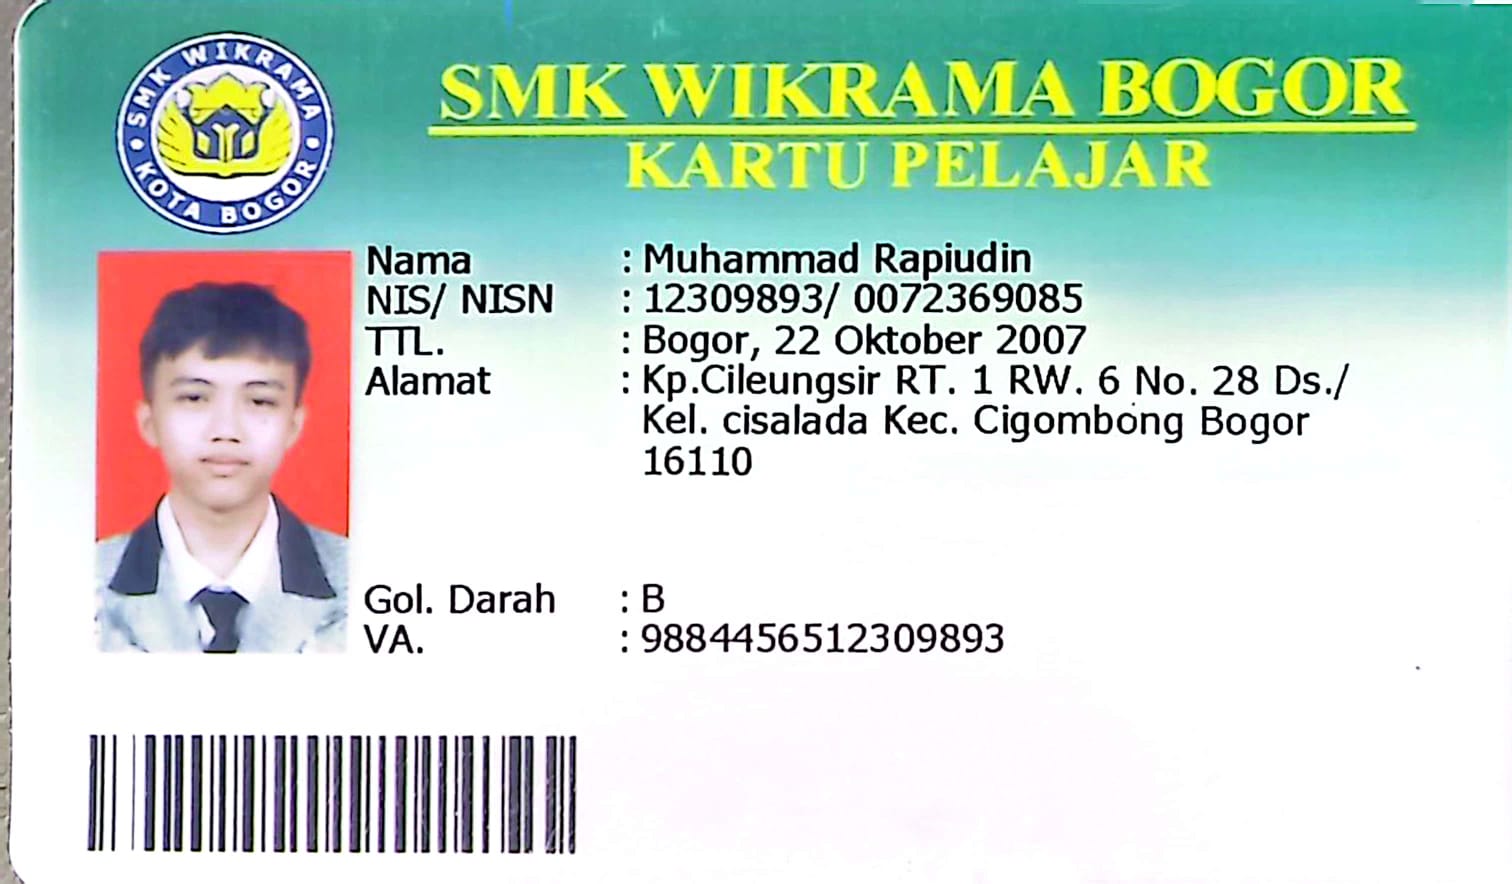 SMK WIKRAMA
KOTA BOGOR
SMK WIKRAMA BOGOR
KARTU PELAJAR
Nama : Muhammad Rapiudin
NIS/ NISN : 12309893/ 0072369085
TTL. : Bogor, 22 Oktober 2007
Alamat : Kp.Cileungsir RT. 1 RW. 6 No. 28 Ds./
Kel. cisalada Kec. Cigombong Bogor
16110
Gol. Darah : B
VA. : 9884456512309893